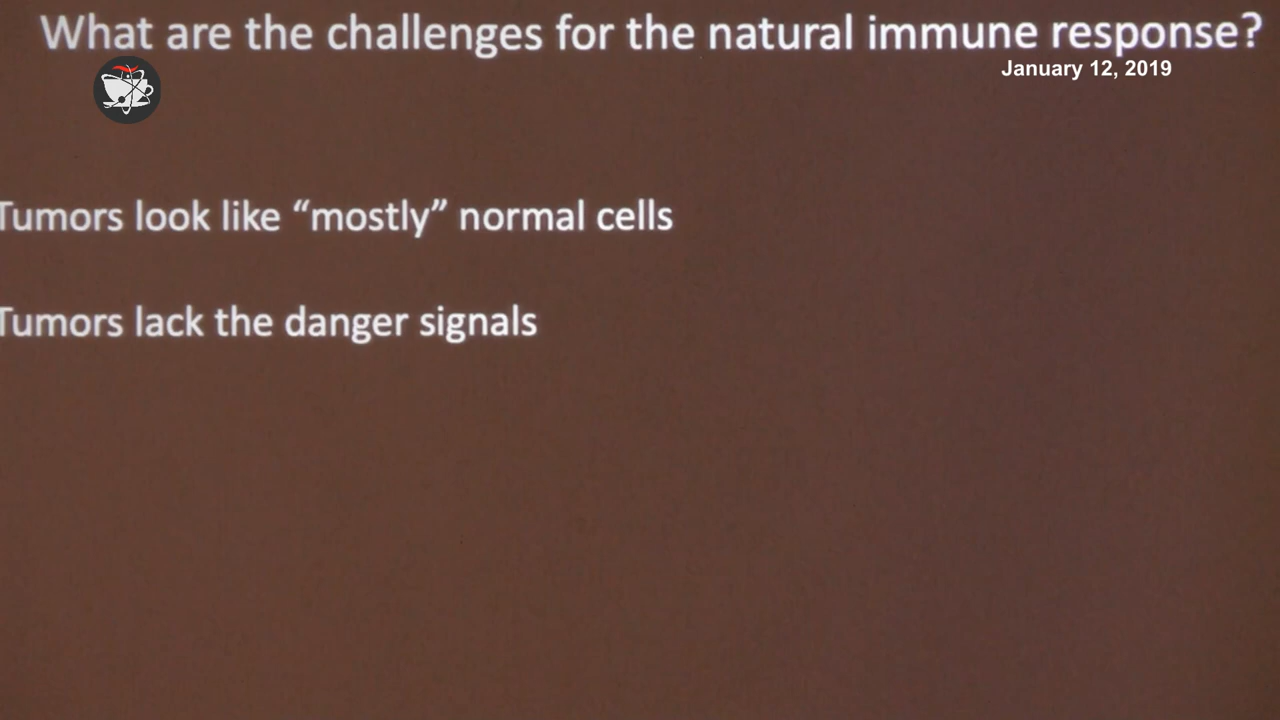 What are the challenges for the natural immune response?
January 12, 2019
Tumors look like “mostly” normal cells
Tumors lack the danger signals